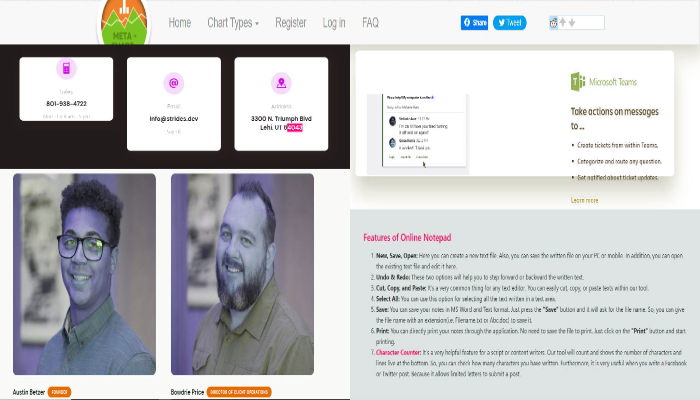 META -
Home Chart Types Register Log in FAQ
Share Tweet
Sales
801-938-4722
Email
Info@strides.dev
Address
3300 N. Triumph Blvd
Lehi, UT 84043
Microsoft Teams
Take actions on messages
to ...
• Create tickets from within Teams.
• Categorize and route any question.
• Get notified about ticket updates.
Learn more
Features of Online Notepad
1. New, Save, Open: Here you can create a new text file. Also, you can save the written file on your PC or mobile. In addition, you can open
the existing text file and edit it here.
2. Undo & Redo: These two options will help you to step forward or backward the written text.
3. Cut, Copy, and Paste: It's a very common thing for any text editor. You can easily cut, copy, or paste texts within our tool.
4. Select All: You can use this option for selecting all the text written in a text area.
5. Save: You can save your notes in MS Word and Text format. Just press the "Save" button and it will ask for the file name. So, you can give
the file name with an extension(i.e. Filename.txt or Abc.doc) to save it.
6. Print: You can directly print your notes through the application. No need to save the file to print. Just click on the "Print" button and start
printing.
7. Character Counter: It's a very helpful feature for a script or content writers. Our tool will count and shows the number of characters and
lines live at the bottom. So, you can check how many characters you have written. Furthermore, it is very useful when you write a Facebook
or Twitter post. Because it allows limited letters to submit a post.
Austin Betzer FOUNDER
Bowdrie Price DIRECTOR OF CLIENT OPERATIONS